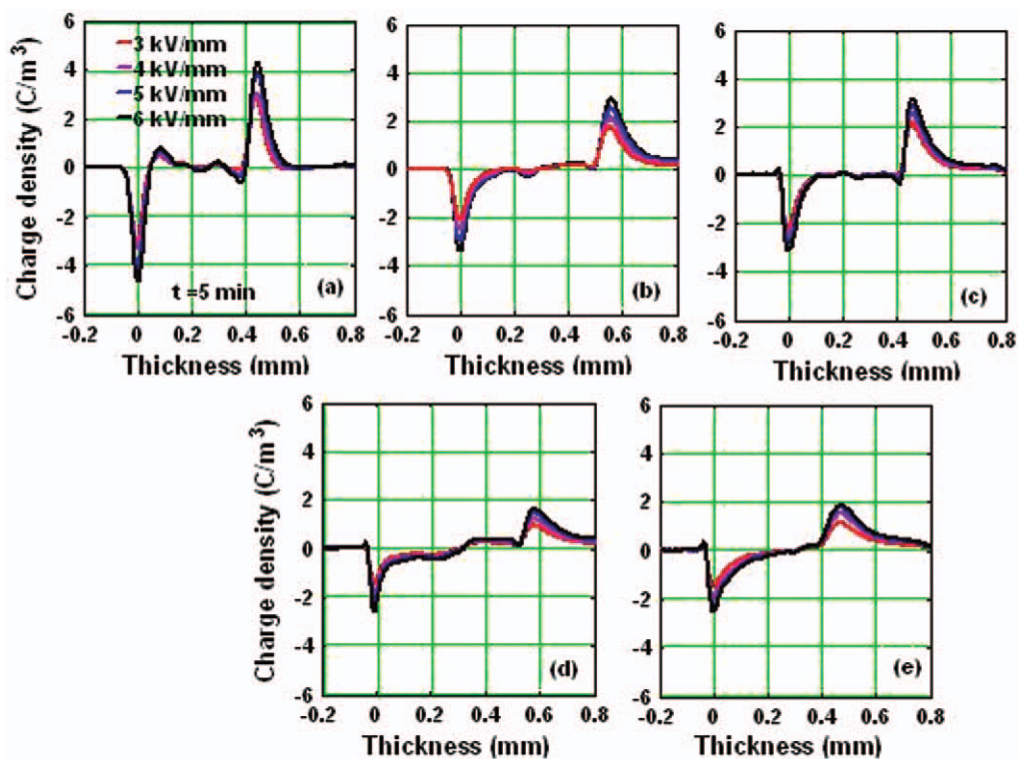 Charge density (C/m³)
6
4
2
0
-2
-4
-6
3 kV/mm
4 kV/mm
5 kV/mm
6 kV/mm
t =5 min
(a)
-0.2 0 0.2 0.4 0.6 0.8
Thickness (mm)
6
4
2
0
-2
-4
-6
(b)
-0.2 0 0.2 0.4 0.6 0.8
Thickness (mm)
6
4
2
0
-2
-4
-6
(c)
-0.2 0 0.2 0.4 0.6 0.8
Thickness (mm)
Charge density (C/m³)
6
4
2
0
-2
-4
-6
(d)
-0.2 0 0.2 0.4 0.6 0.8
Thickness (mm)
6
4
2
0
-2
-4
-6
(e)
-0.2 0 0.2 0.4 0.6 0.8
Thickness (mm)